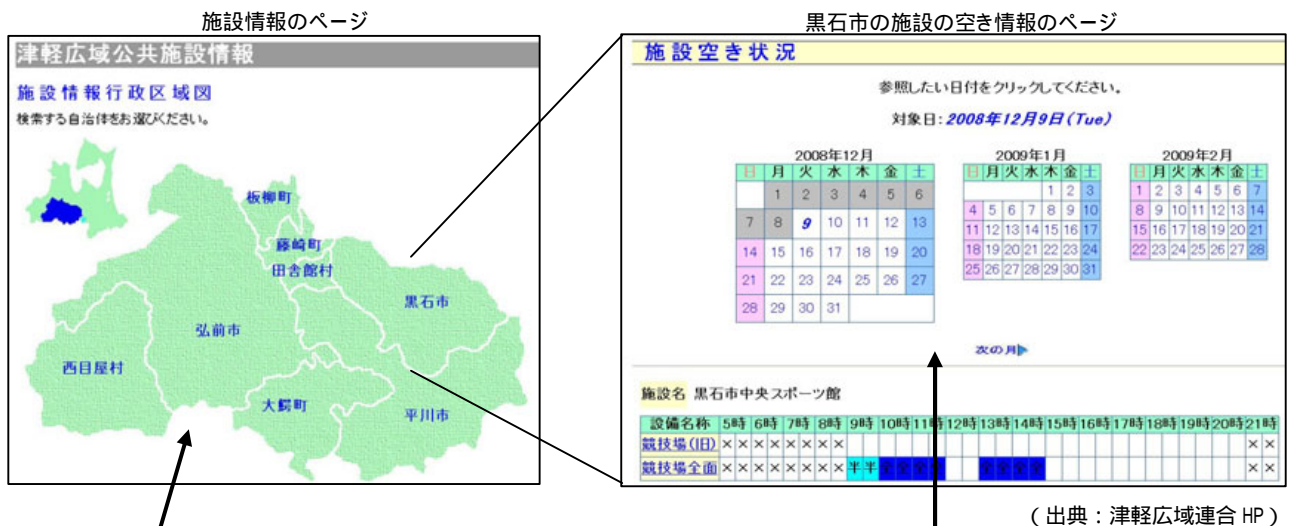 施設情報のページ
津軽広域公共施設情報
施設情報行政区域図
検索する自治体をお選びください。
板柳町
藤崎町
田舎館村
黒石市
弘前市
西目屋村
大鰐町
平川市
黒石市の施設の空き情報のページ
施設空き状況
参照したい日付をクリックしてください。
対象日:2008年12月9日(Tue)
2008年12月
日 月 火 水 木 金 土
1 2 3 4 5 6
7 8 9 10 11 12 13
14 15 16 17 18 19 20
21 22 23 24 25 26 27
28 29 30 31
2009年1月
日 月 火 水 木 金 土
1 2 3
4 5 6 7 8 9 10
11 12 13 14 15 16 17
18 19 20 21 22 23 24
25 26 27 28 29 30 31
2009年2月
日 月 火 水 木 金 土
1 2 3 4 5 6 7
8 9 10 11 12 13 14
15 16 17 18 19 20 21
22 23 24 25 26 27 28
次の月
施設名 黒石市中央スポーツ館
設備名称 5時 6時 7時 8時 9時 10時 11時 12時 13時 14時 15時 16時 17時 18時 19時 20時 21時
競技場(旧) × × × × × × × × × ×
競技場全面 × × × × × × × × 半 半 全 全 全 全 全 全 全 全 × ×
(出典:津軽広域連合 HP)